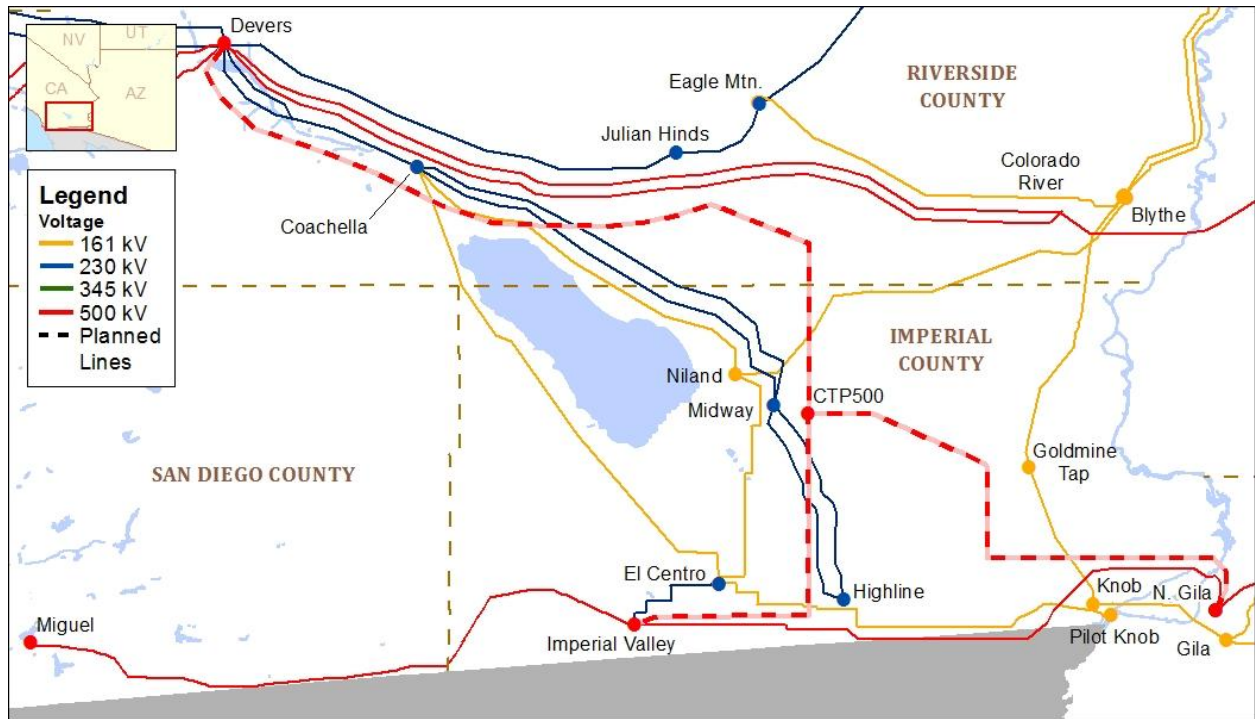 Devers
NV
UT
CA
AZ
Legend
Voltage
161 kV
230 kV
345 kV
500 kV
Planned
Lines
Eagle Mtn.
RIVERSIDE
COUNTY
Julian Hinds
Colorado
River
Blythe
Coachella
IMPERIAL
COUNTY
Niland
CTP500
Midway
Goldmine
Tap
SAN DIEGO COUNTY
El Centro
Highline
Knob
N. Gila
Miguel
Imperial Valley
Pilot Knob
Gila